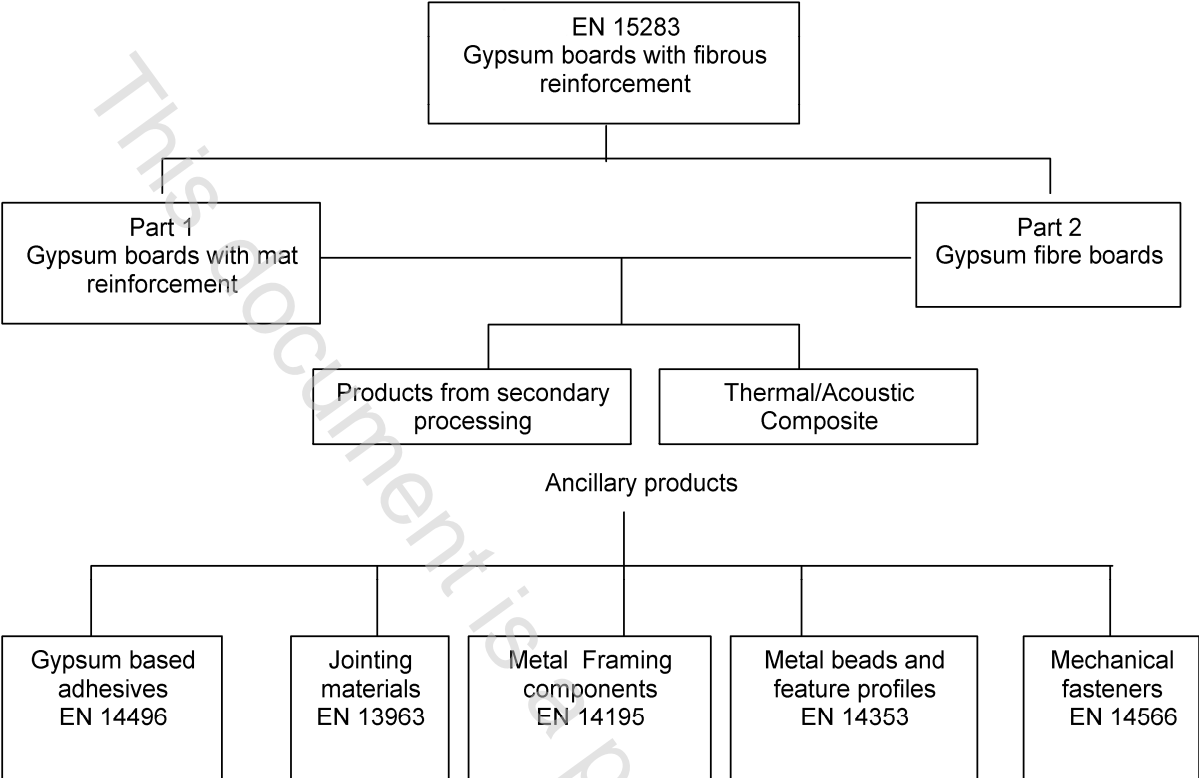 EN 15283
Gypsum boards with fibrous
reinforcement
Part 1
Gypsum boards with mat
reinforcement
Part 2
Gypsum fibre boards
Products from secondary
processing
Thermal/Acoustic
Composite
Ancillary products
Gypsum based
adhesives
EN 14496
Jointing
materials
EN 13963
Metal Framing
components
EN 14195
Metal beads and
feature profiles
EN 14353
Mechanical
fasteners
EN 14566
This document is a p